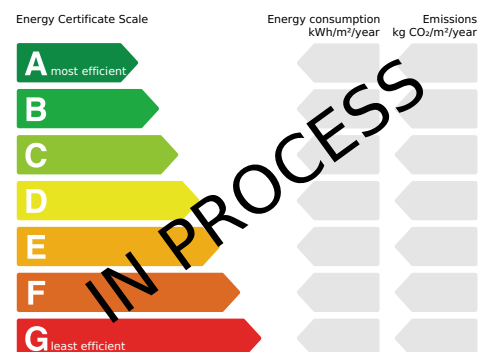 Energy Certificate Scale
Energy consumption
kWh/m²/year
Emissions
kg CO₂/m²/year
A most efficient
B
C
D
E
F
G least efficient
IN PROCESS